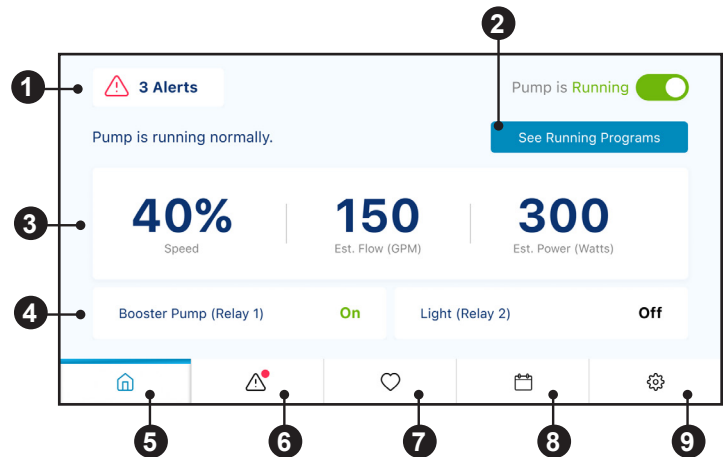 2
1
3 Alerts
Pump is Running
Pump is running normally.
See Running Programs
3
40%
150
300
Speed
Est. Flow (GPM)
Est. Power (Watts)
4
Booster Pump (Relay 1)
On
Light (Relay 2)
Off
5
6
7
8
9